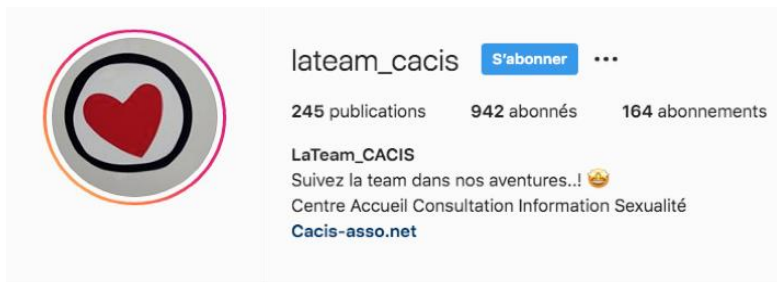 lateam_cacis S'abonner
245 publications 942 abonnés 164 abonnements
LaTeam_CACIS
Suivez la team dans nos aventures..! 🤩
Centre Accueil Consultation Information Sexualité
Cacis-asso.net